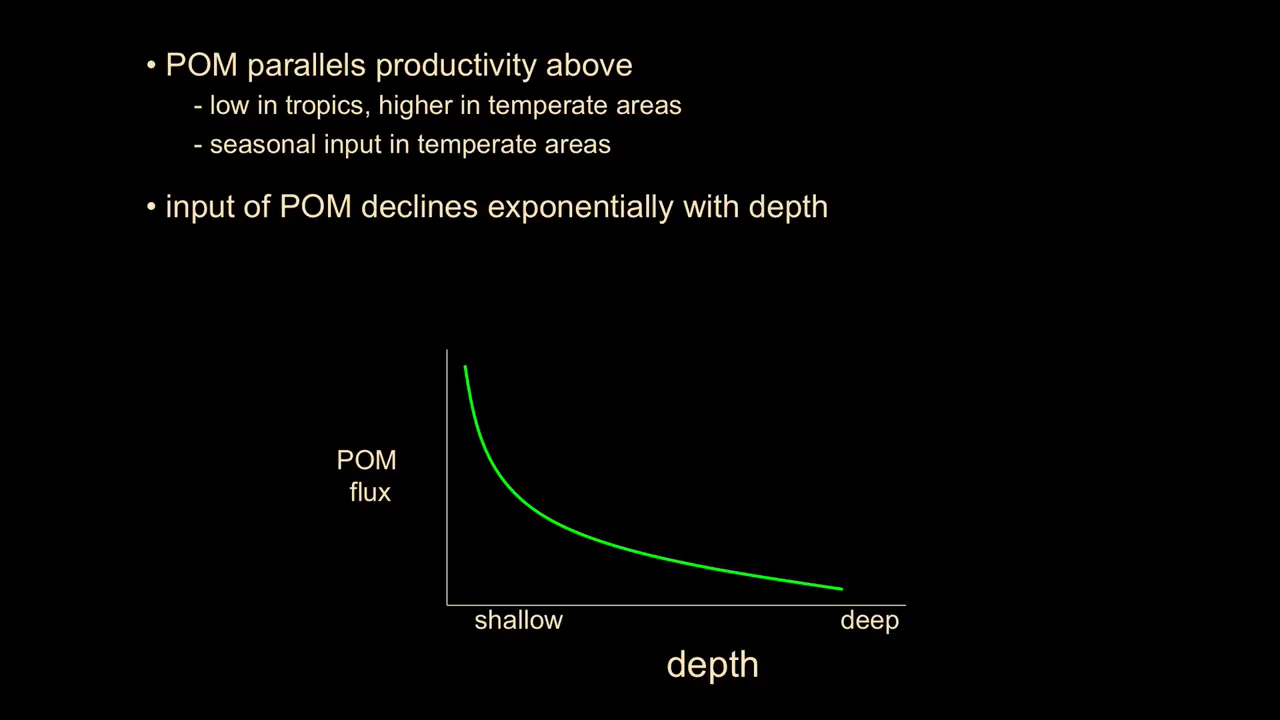 • POM parallels productivity above
- low in tropics, higher in temperate areas
- seasonal input in temperate areas
• input of POM declines exponentially with depth
POM
flux
shallow
deep
depth